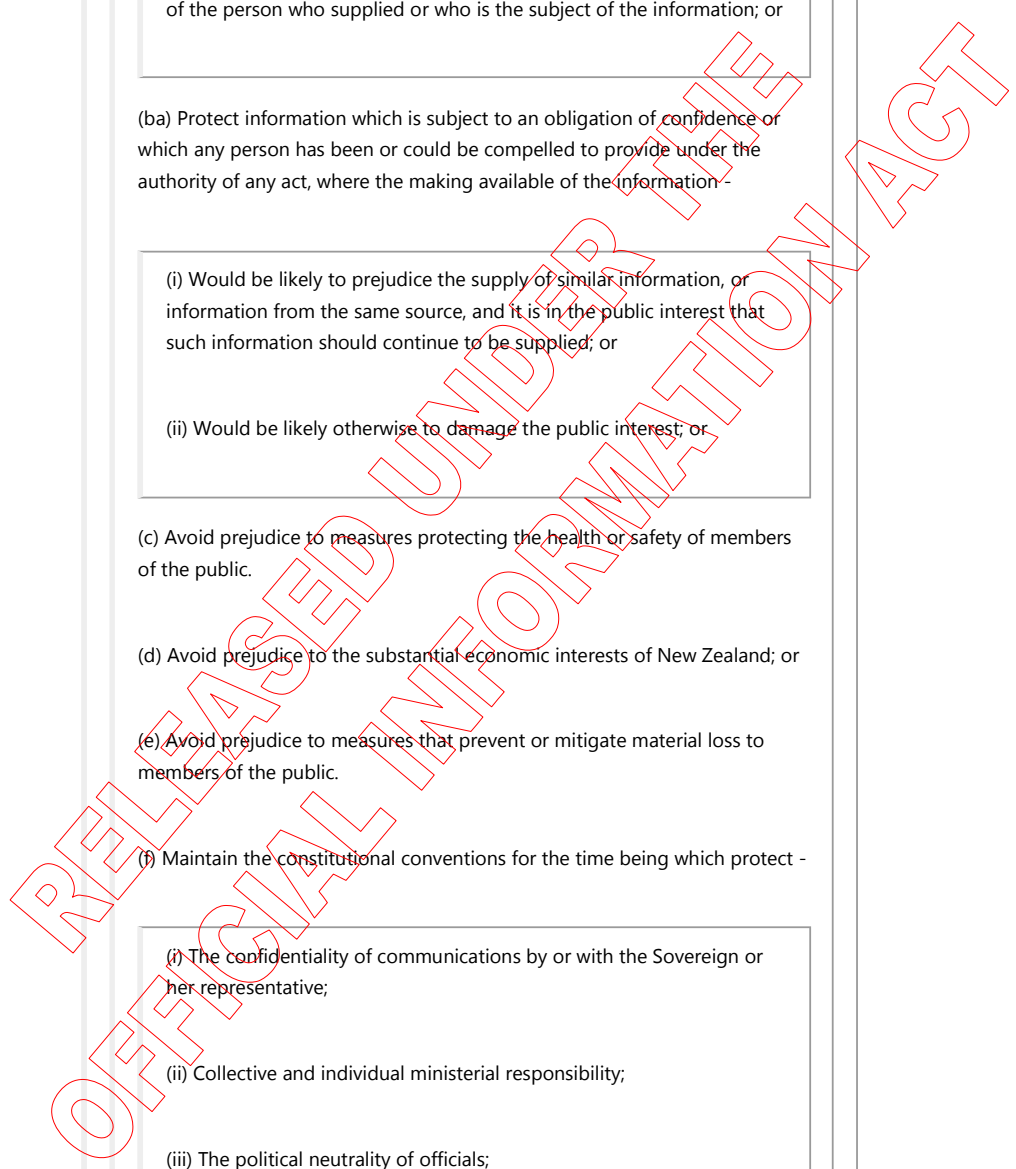 of the person who supplied or who is the subject of the information; or
(ba) Protect information which is subject to an obligation of confidence or
which any person has been or could be compelled to provide under the
authority of any act, where the making available of the information -
(i) Would be likely to prejudice the supply of similar information, or
information from the same source, and it is in the public interest that
such information should continue to be supplied; or
(ii) Would be likely otherwise to damage the public interest; or
(c) Avoid prejudice to measures protecting the health or safety of members
of the public.
(d) Avoid prejudice to the substantial economic interests of New Zealand; or
(e) Avoid prejudice to measures that prevent or mitigate material loss to
members of the public.
(f) Maintain the constitutional conventions for the time being which protect -
(i) The confidentiality of communications by or with the Sovereign or
her representative;
(ii) Collective and individual ministerial responsibility;
(iii) The political neutrality of officials;
RELEASED UNDER THE
OFFICIAL INFORMATION ACT